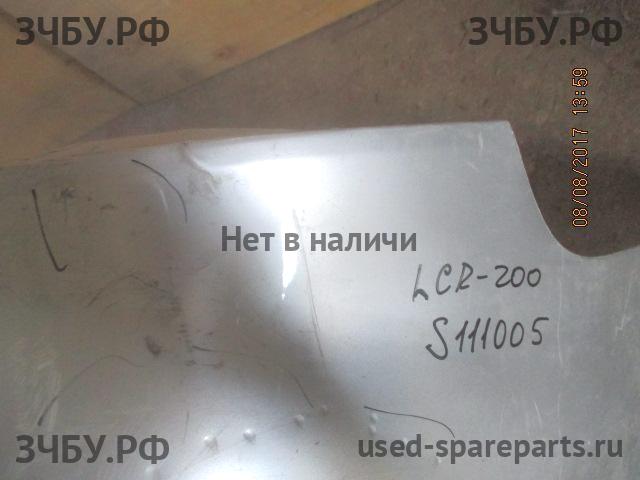 ЗЧБУ.РФ
ЗЧБУ.РФ
08/08/2017 13:59
Нет в наличи
LCR-200
S111005
ЗЧБУ.РФ
used-spareparts.ru